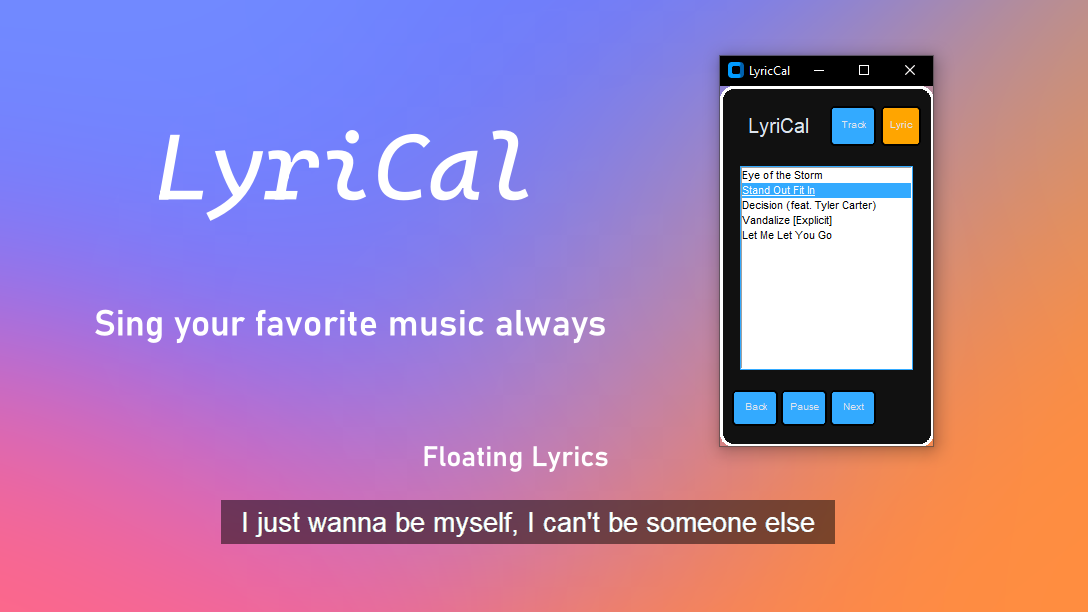 LyriCal
Sing your favorite music always
Floating Lyrics
I just wanna be myself, I can't be someone else
LyricCal
LyriCal
Track
Lyric
Eye of the Storm
Stand Out Fit In
Decision (feat. Tyler Carter)
Vandalize [Explicit]
Let Me Let You Go
Back
Pause
Next